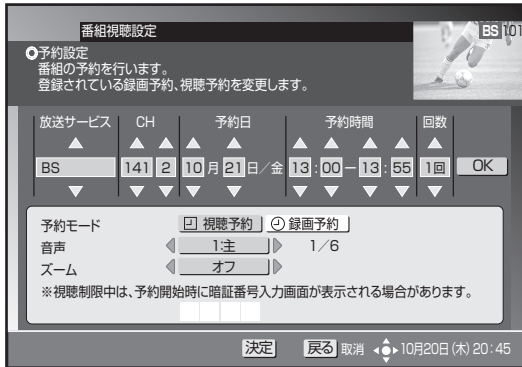 番組視聴設定
BS 101
予約設定
番組の予約を行います。
登録されている録画予約、視聴予約を変更します。
放送サービス CH 予約日 予約時間 回数
BS 141 2 10 月 21 日/金 13:00-13:55 1回 OK
予約モード 視聴予約 録画予約
音声 1:主 1/6
ズーム オフ
※視聴制限中は、予約開始時に暗証番号入力画面が表示される場合があります。
決定 戻る 取消 10月20日(木)20:45